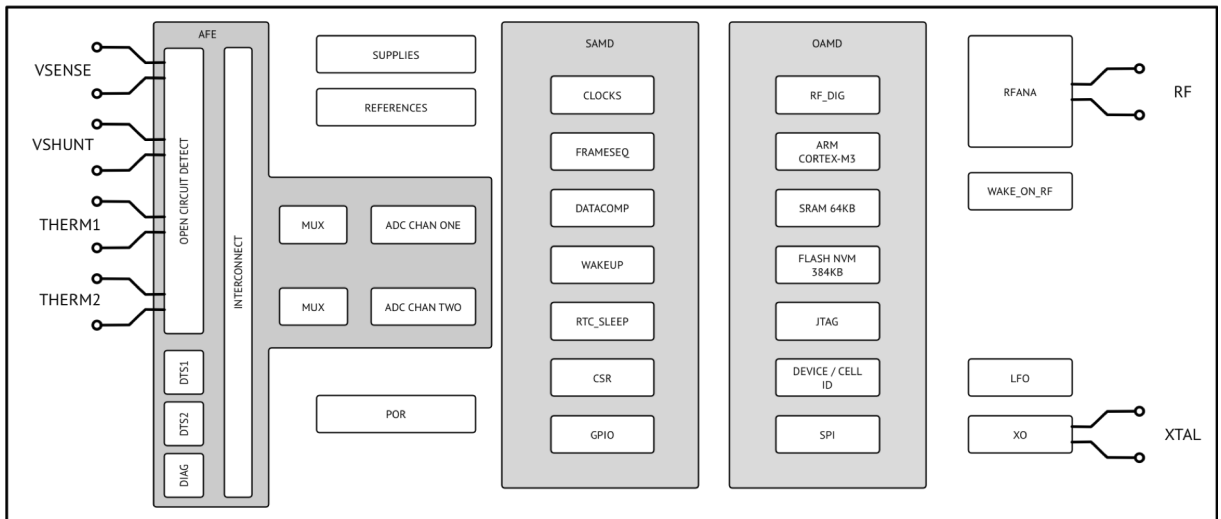 VSENSE
VSHUNT
THERM1
THERM2
AFE
OPEN CIRCUIT DETECT
DTS1
DTS2
DIAG
INTERCONNECT
SUPPLIES
REFERENCES
MUX
ADC CHAN ONE
MUX
ADC CHAN TWO
POR
SAMD
CLOCKS
FRAMESEQ
DATACOMP
WAKEUP
RTC_SLEEP
CSR
GPIO
OAMD
RF_DIG
ARM
CORTEX-M3
SRAM 64KB
FLASH NVM
384KB
JTAG
DEVICE / CELL
ID
SPI
RFANA
WAKE_ON_RF
LFO
XO
RF
XTAL